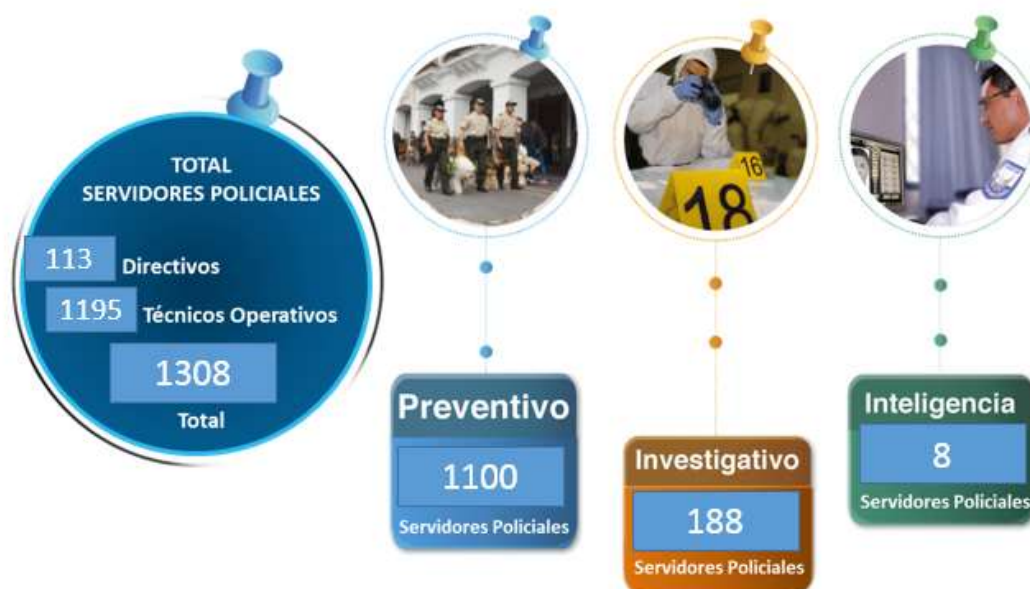 TOTAL
SERVIDORES POLICIALES
113 Directivos
1195 Técnicos Operativos
1308
Total
16
18
Preventivo
1100
Servidores Policiales
Investigativo
188
Servidores Policiales
Inteligencia
8
Servidores Policiales